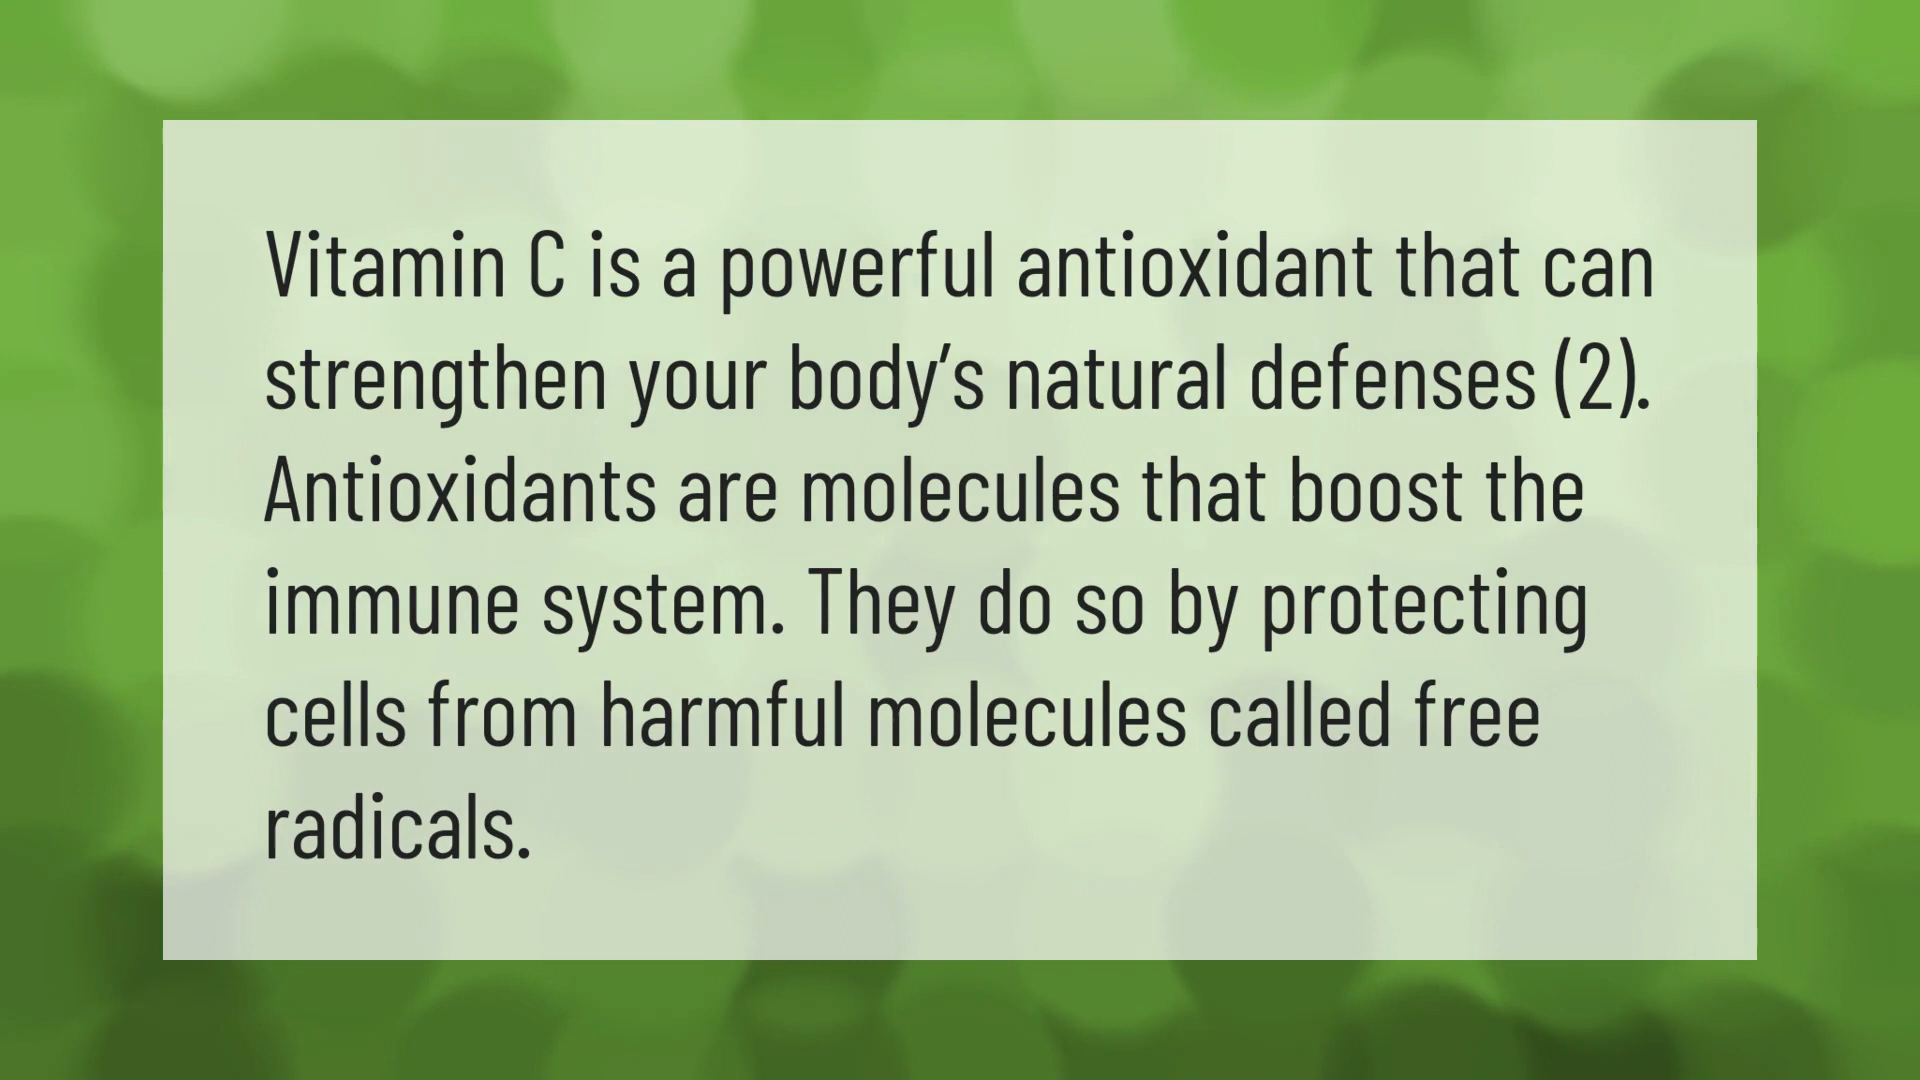 Vitamin C is a powerful antioxidant that can
strengthen your body’s natural defenses (2).
Antioxidants are molecules that boost the
immune system. They do so by protecting
cells from harmful molecules called free
radicals.